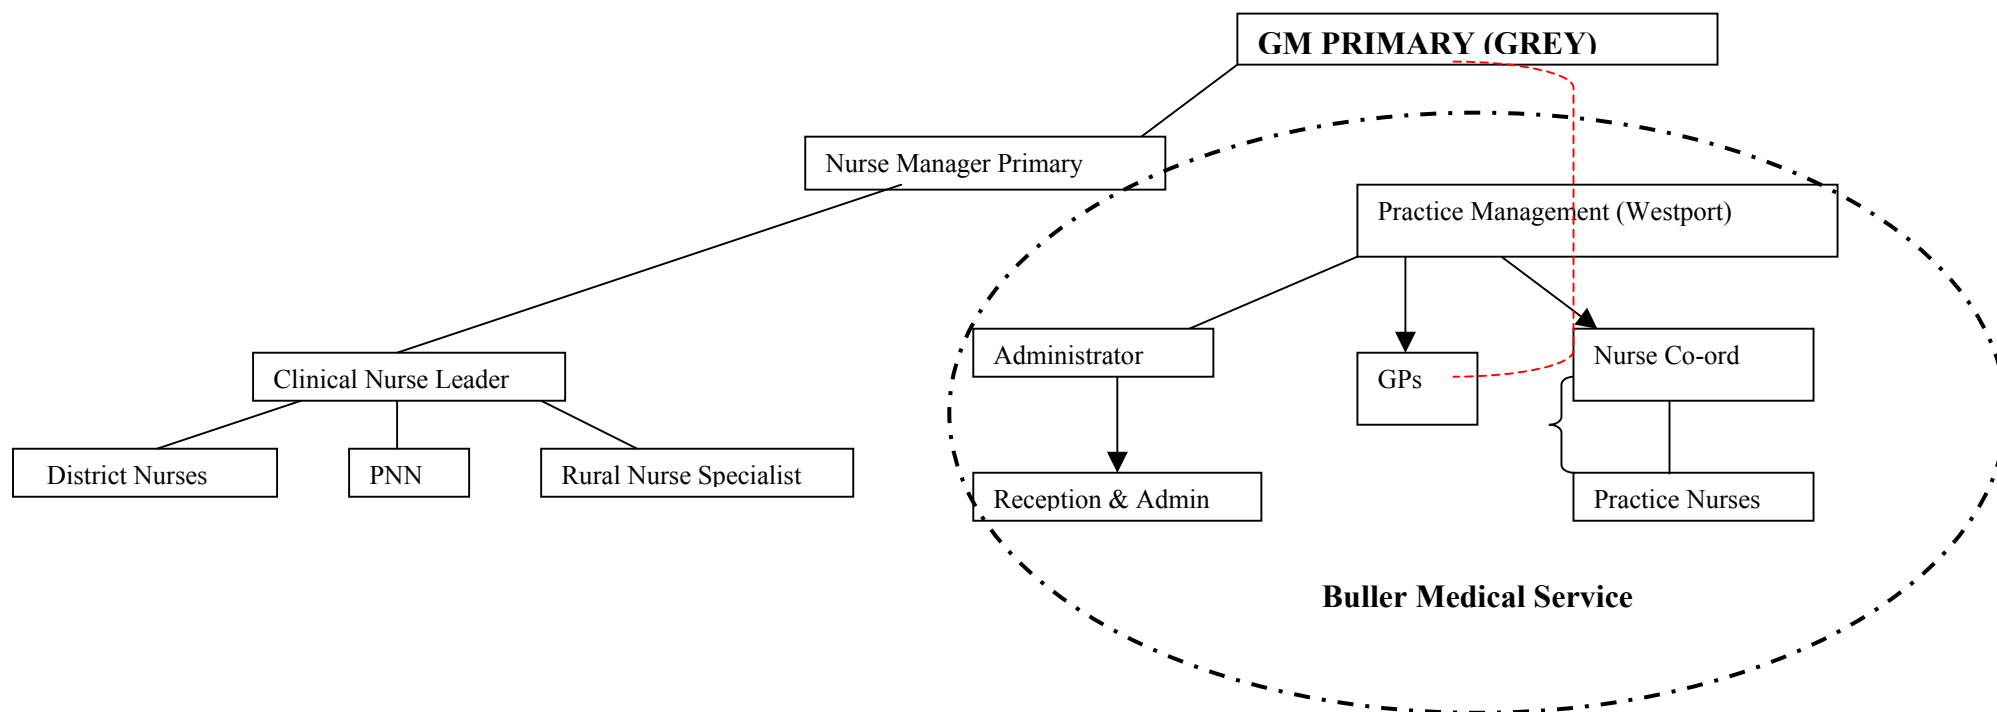 GM PRIMARY (GREY)
Nurse Manager Primary
Practice Management (Westport)
Administrator
GPs
Nurse Co-ord
Clinical Nurse Leader
District Nurses
PNN
Rural Nurse Specialist
Reception & Admin
Practice Nurses
Buller Medical Service